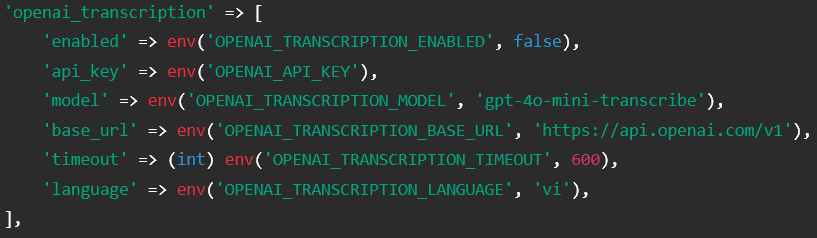 'openai_transcription' => [
    'enabled' => env('OPENAI_TRANSCRIPTION_ENABLED', false),
    'api_key' => env('OPENAI_API_KEY'),
    'model' => env('OPENAI_TRANSCRIPTION_MODEL', 'gpt-4o-mini-transcribe'),
    'base_url' => env('OPENAI_TRANSCRIPTION_BASE_URL', 'https://api.openai.com/v1'),
    'timeout' => (int) env('OPENAI_TRANSCRIPTION_TIMEOUT', 600),
    'language' => env('OPENAI_TRANSCRIPTION_LANGUAGE', 'vi'),
],